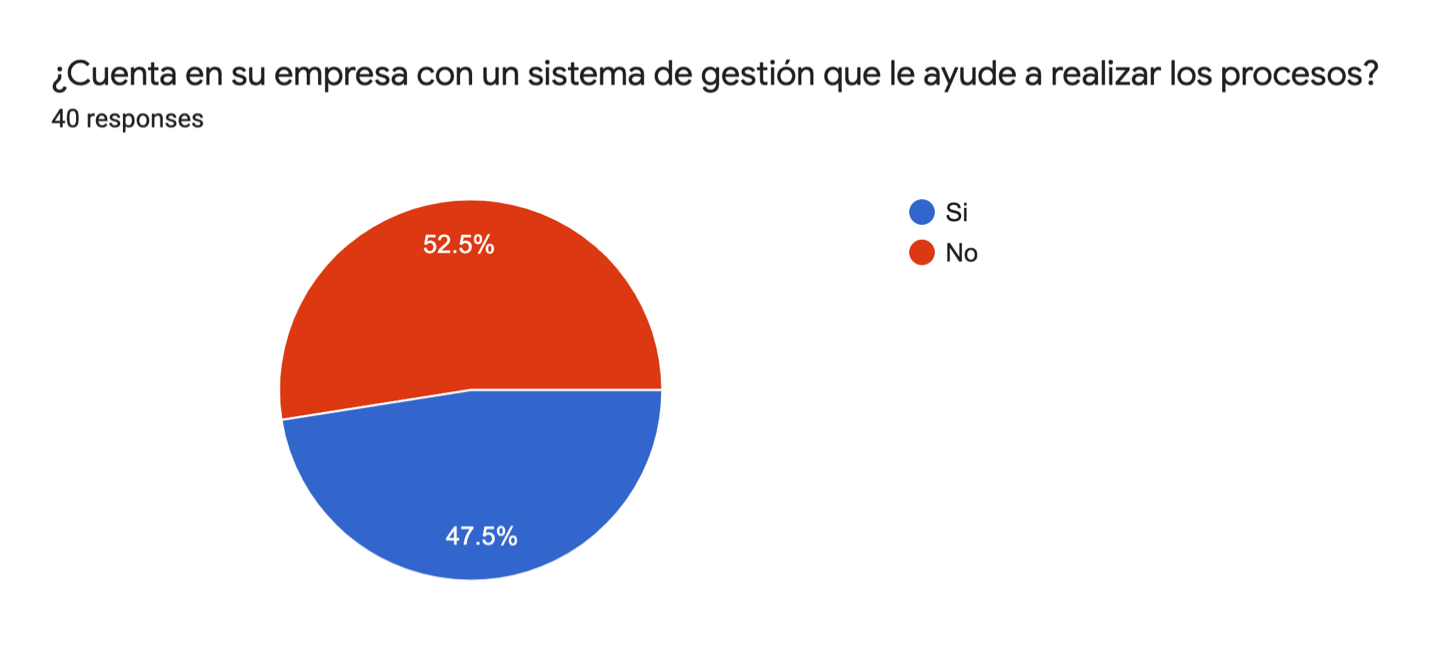 ¿Cuenta en su empresa con un sistema de gestión que le ayude a realizar los procesos?
40 responses
Si
No
52.5%
47.5%